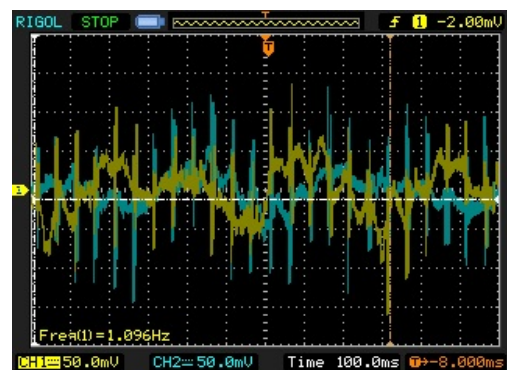 RIGOL STOP T f 1 -2.00mV
T
1
Freq(1)=1.096Hz
CH1 50.0mV CH2 50.0mV Time 100.0ms T→-8.000ms